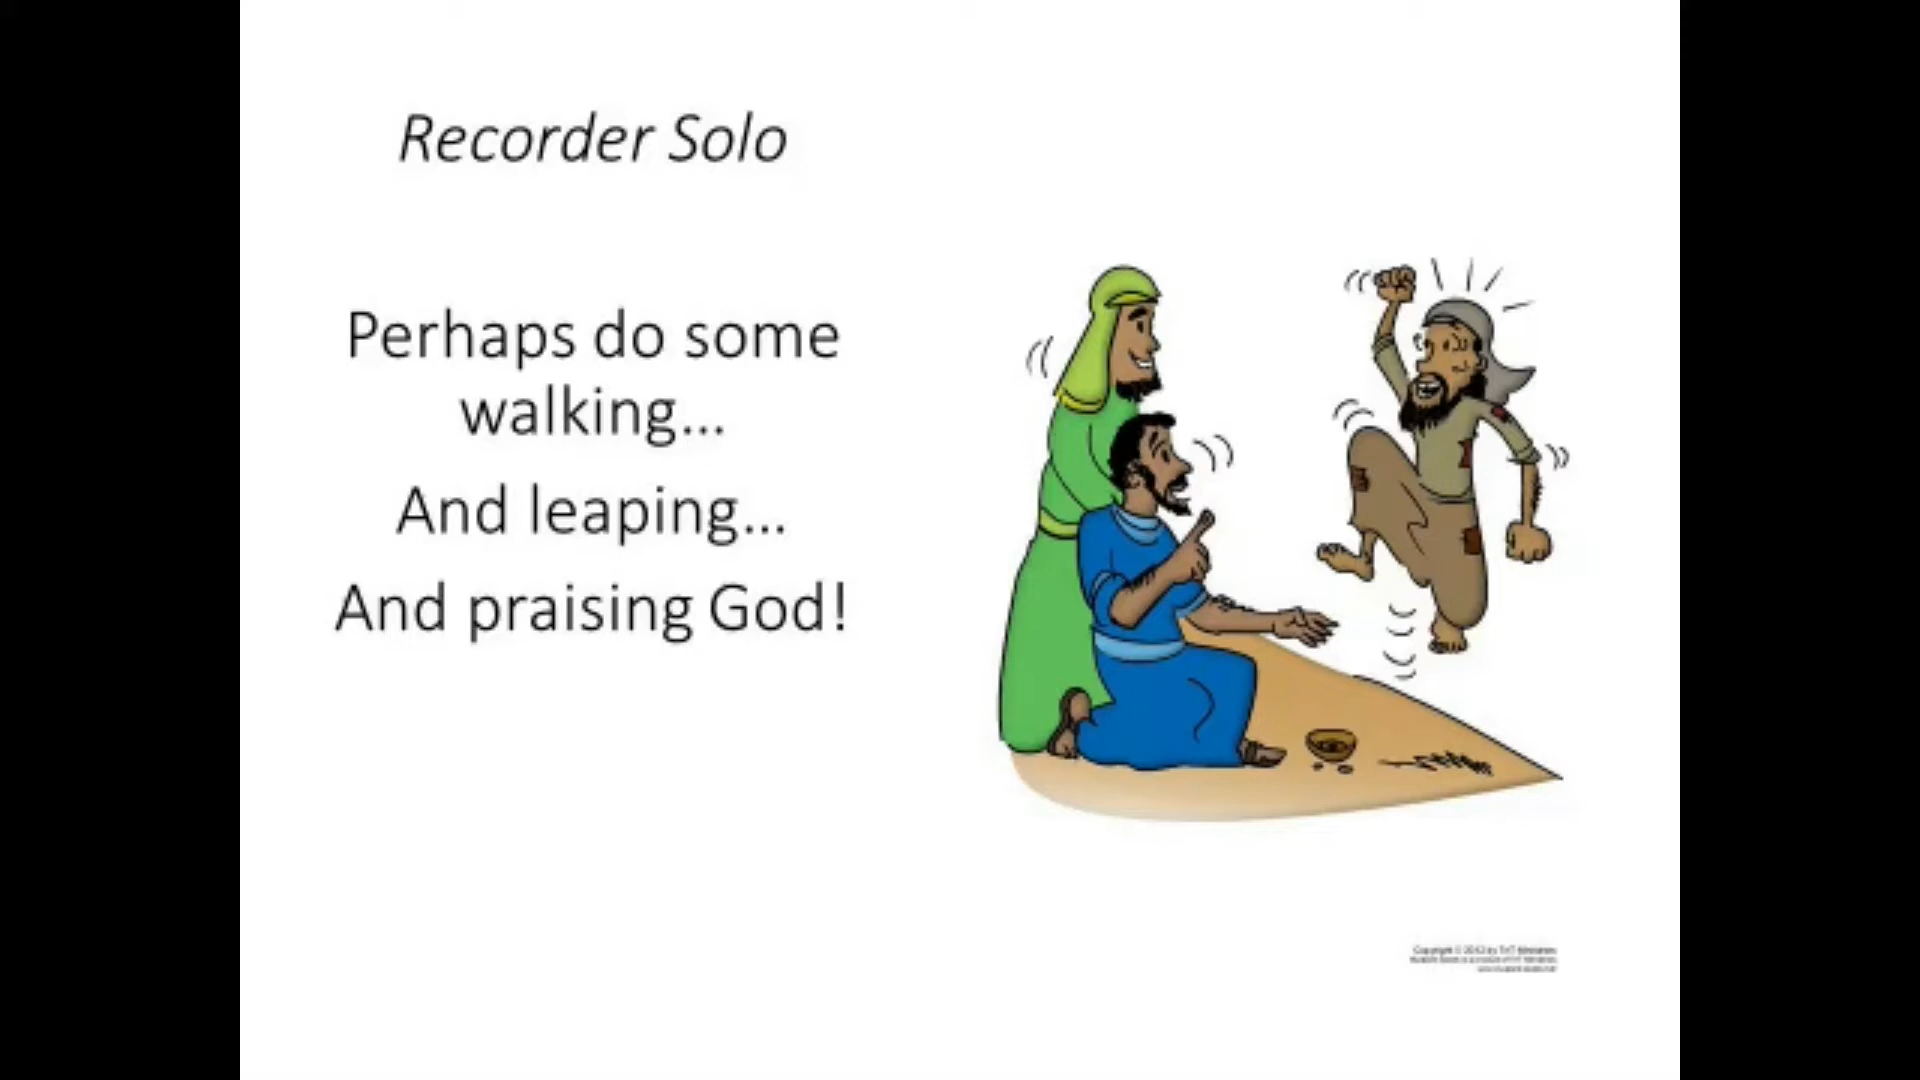 Recorder Solo
Perhaps do some
walking...
And leaping...
And praising God!